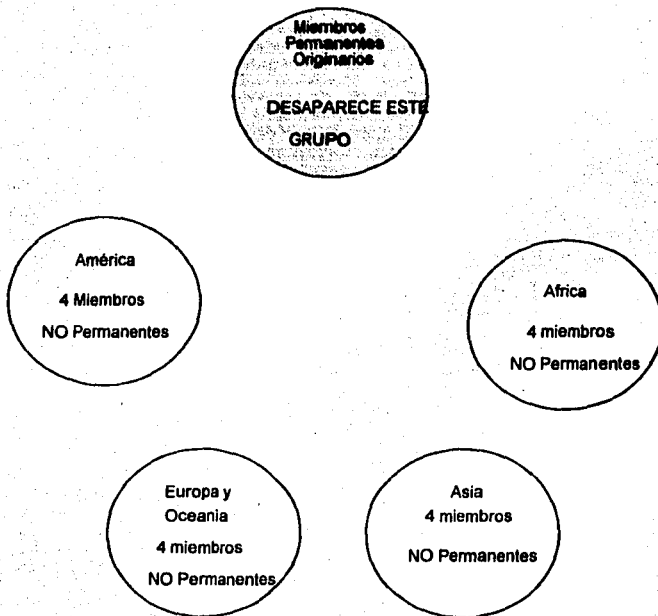 Miembros
Permanentes
Originarios
DESAPARECE ESTE
GRUPO
América
4 Miembros
NO Permanentes
Africa
4 miembros
NO Permanentes
Europa y
Oceania
4 miembros
NO Permanentes
Asia
4 miembros
NO Permanentes